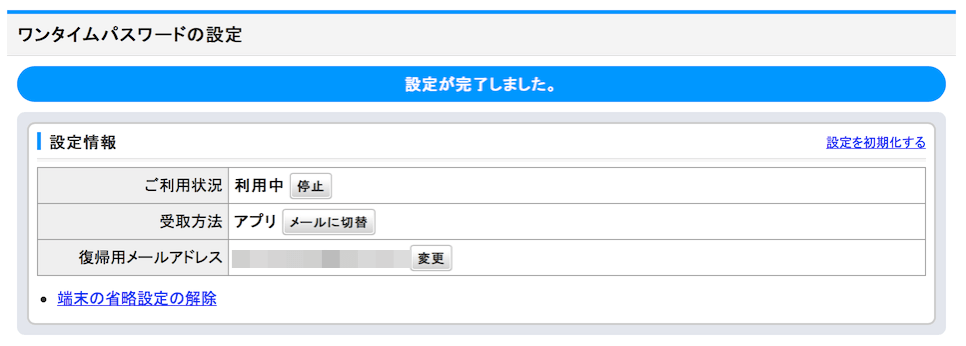 ワンタイムパスワードの設定
設定が完了しました。
設定情報 設定を初期化する
ご利用状況 利用中 停止
受取方法 アプリ メールに切替
復帰用メールアドレス 変更
• 端末の省略設定の解除